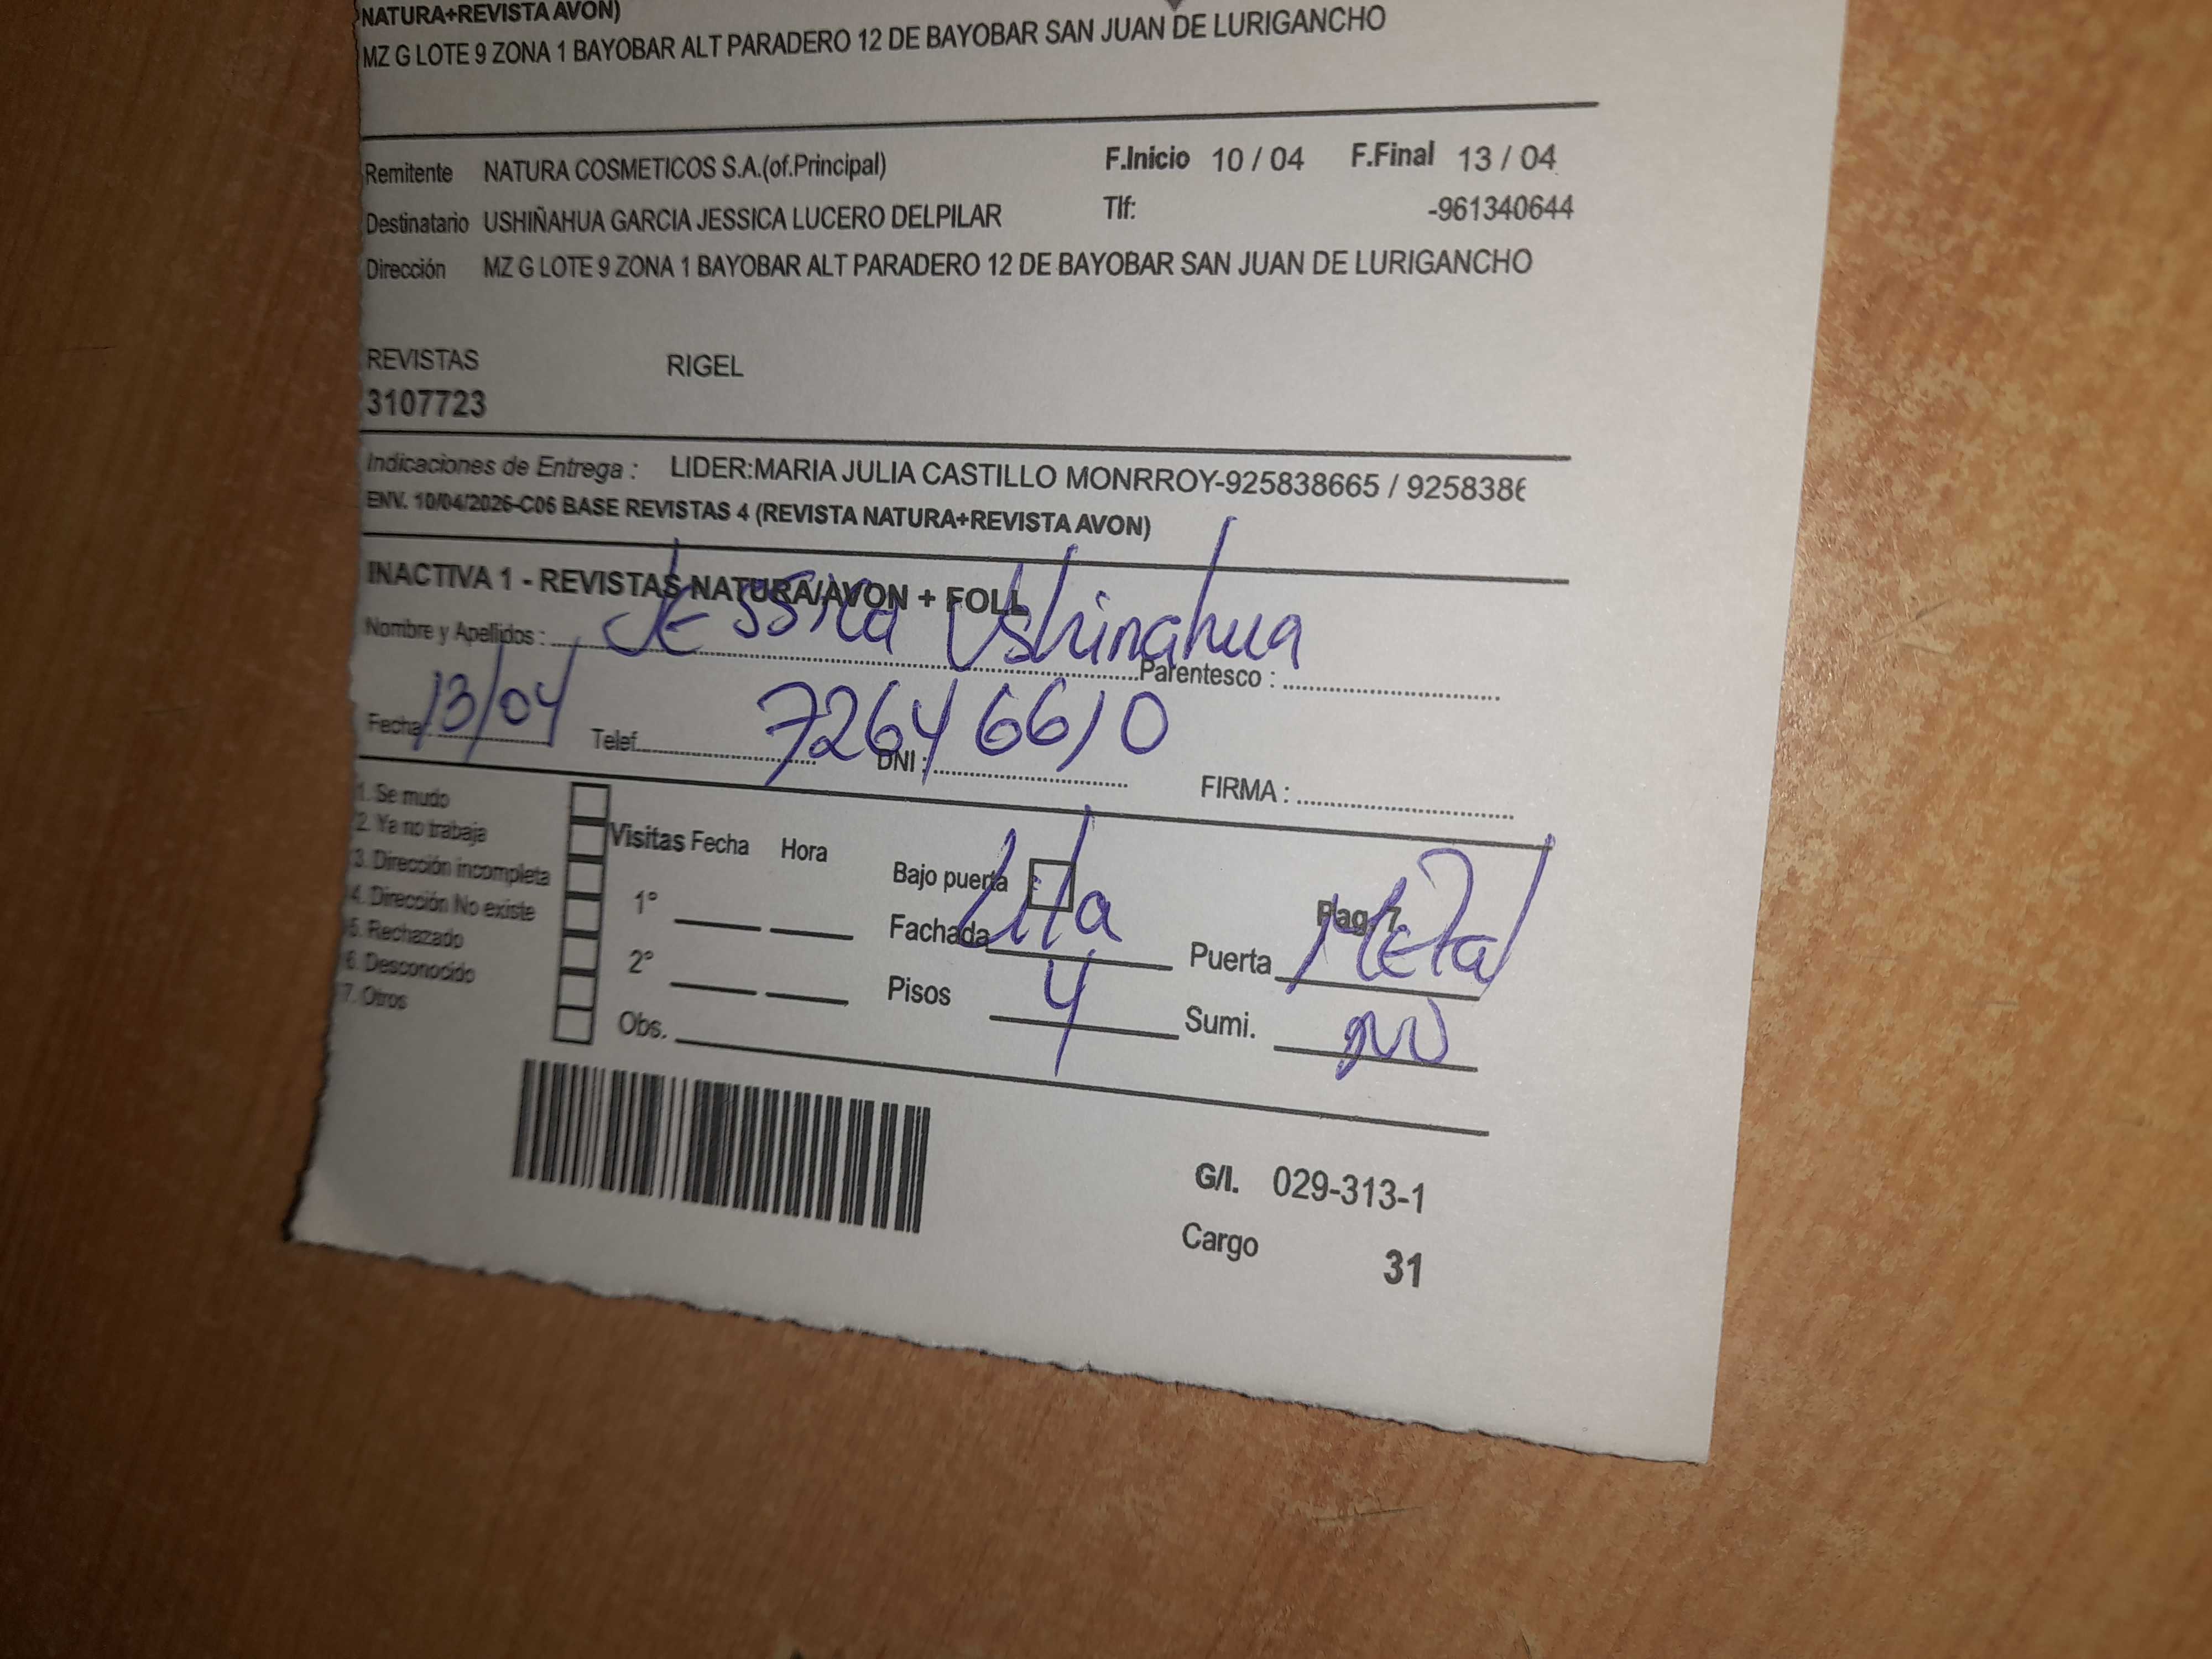 NATURA+REVISTA AVON)
MZ G LOTE 9 ZONA 1 BAYOBAR ALT PARADERO 12 DE BAYOBAR SAN JUAN DE LURIGANCHO
Remitente NATURA COSMETICOS S.A.(of.Principal) F.Inicio 10 / 04 F.Final 13 / 04
Destinatario USHIÑAHUA GARCIA JESSICA LUCERO DELPILAR Tlf: -961340644
Dirección MZ G LOTE 9 ZONA 1 BAYOBAR ALT PARADERO 12 DE BAYOBAR SAN JUAN DE LURIGANCHO
REVISTAS RIGEL
3107723
Indicaciones de Entrega : LIDER:MARIA JULIA CASTILLO MONRROY-925838665 / 9258386
ENV. 10/04/2026-C06 BASE REVISTAS 4 (REVISTA NATURA+REVISTA AVON)
INACTIVA 1 - REVISTAS NATURA/AVON + FOLL
Nombre y Apellidos : Jessica Ushinahua Parentesco :
Fecha : 13/04 Telef. DNI : 72646610 FIRMA :
1. Se mudo
2. Ya no trabaja
3. Dirección incompleta
4. Dirección No existe
5. Rechazado
6. Desconocido
7. Otros
Visitas Fecha Hora
1°
2°
Obs.
Bajo puerta
Pag. 7
Fachada Lila Puerta Metal
Pisos 4 Sumi.
G/I. 029-313-1
Cargo 31